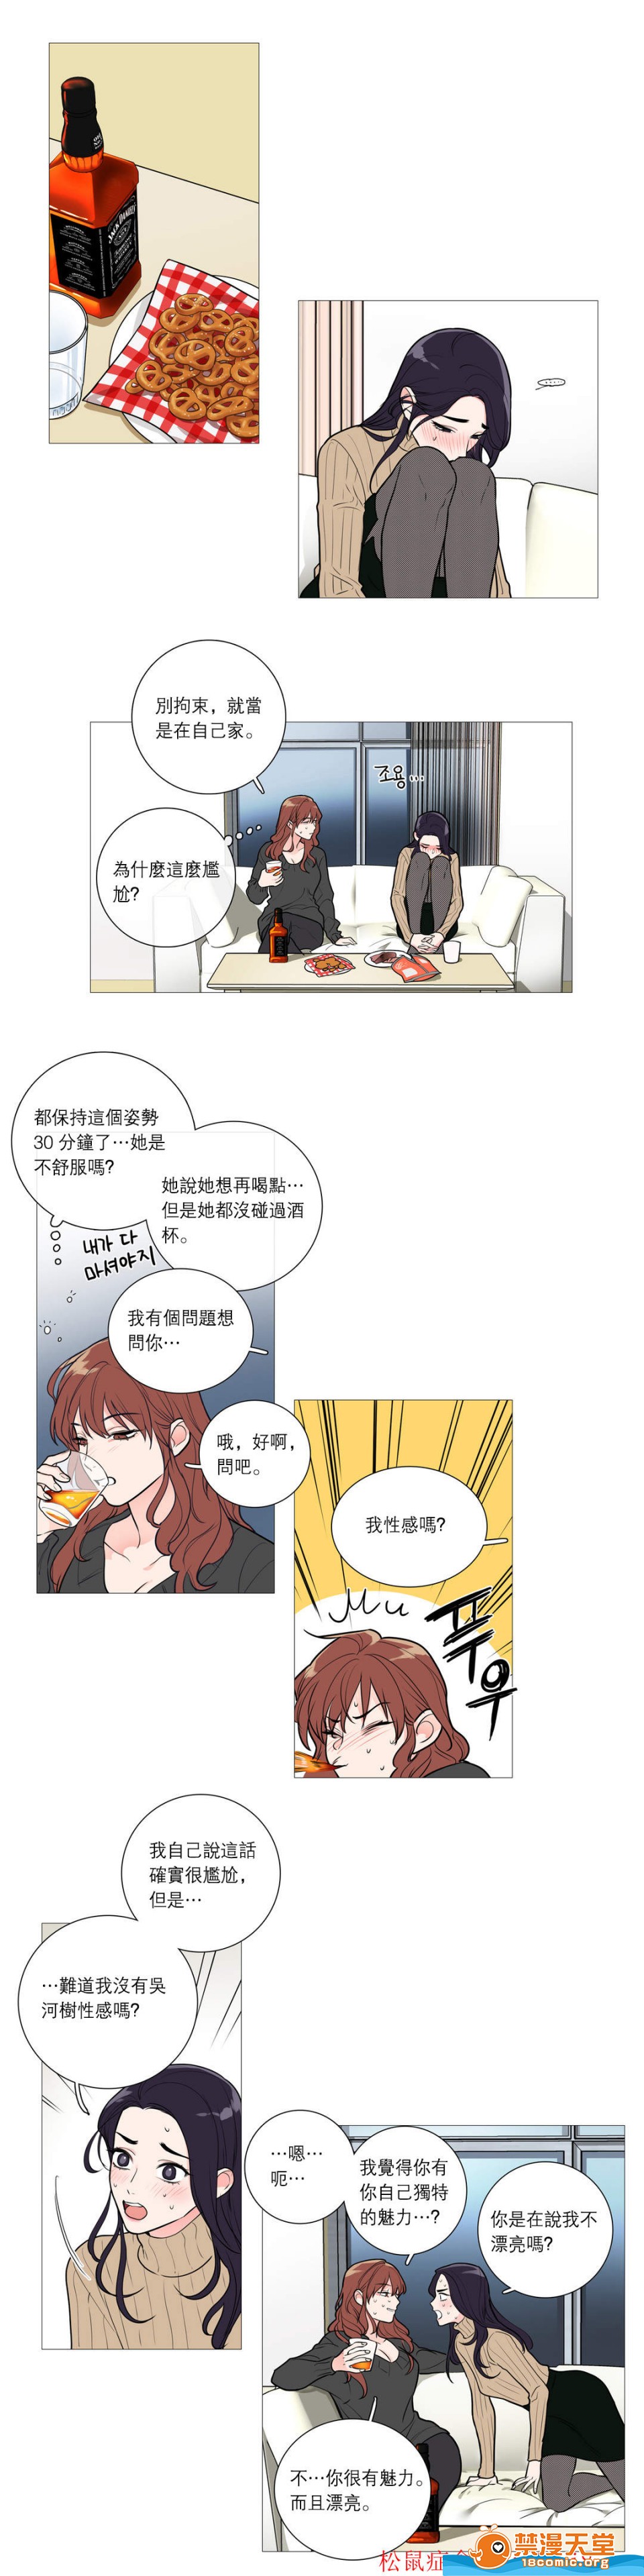 JACK DANIEL'S
別拘束，就當
是在自己家。
조용...
為什麼這麼尷
尬？
都保持這個姿勢
30 分鐘了…她是
不舒服嗎？
她說她想再喝點…
但是她都沒碰過酒
杯。
내가 다
마셔야지
我有個問題想
問你…
哦，好啊，
問吧。
我性感嗎？
푸우
我自己說這話
確實很尷尬，
但是…
…難道我沒有吳
河樹性感嗎？
…嗯…
呃…
我覺得你有
你自己獨特
的魅力…？
你是在說我不
漂亮嗎？
不…你很有魅力。
而且漂亮。
松鼠症
禁漫天堂
18comic.org